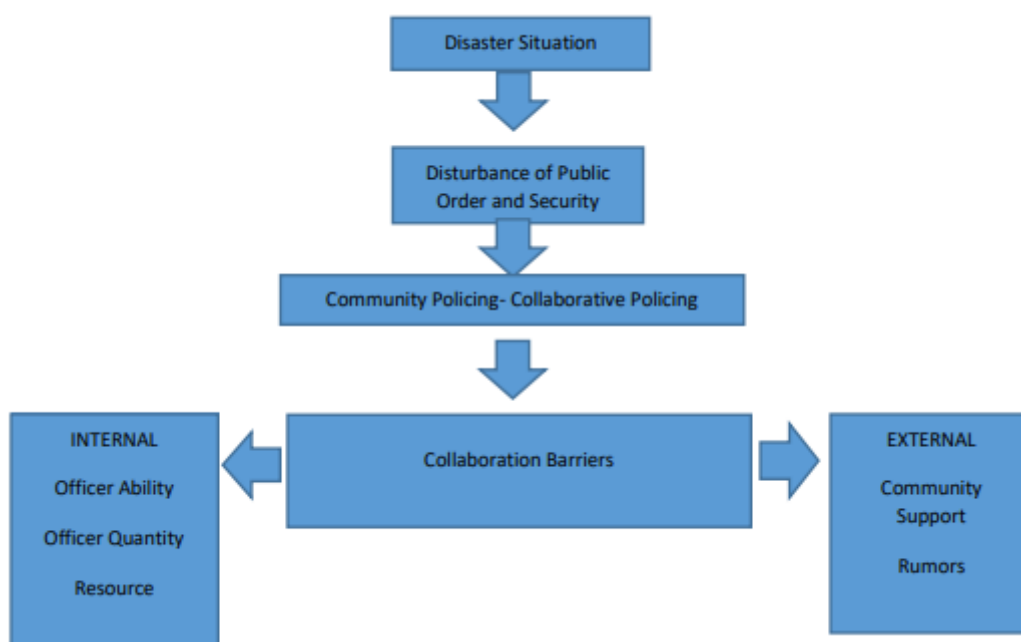 Disaster Situation
Disturbance of Public
Order and Security
Community Policing- Collaborative Policing
INTERNAL
Officer Ability
Officer Quantity
Resource
Collaboration Barriers
EXTERNAL
Community
Support
Rumors